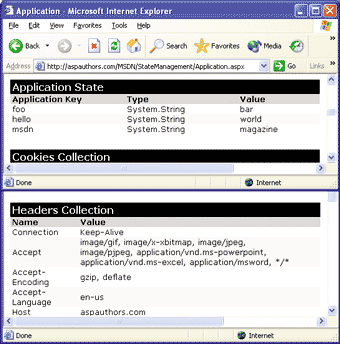 Application - Microsoft Internet Explorer
File Edit View Favorites Tools Help
Back Search Favorites Media
Address http://aspauthors.com/MSDN/StateManagement/Application.aspx Go Links
Application State
Application Key Type Value
foo System.String bar
hello System.String world
msdn System.String magazine
Cookies Collection
Done Internet
Headers Collection
Name Value
Connection Keep-Alive
Accept image/gif, image/x-xbitmap, image/jpeg,
image/pjpeg, application/vnd.ms-powerpoint,
application/vnd.ms-excel, application/msword, */*
Accept-
Encoding gzip, deflate
Accept-
Language en-us
Host aspauthors.com
Done Internet